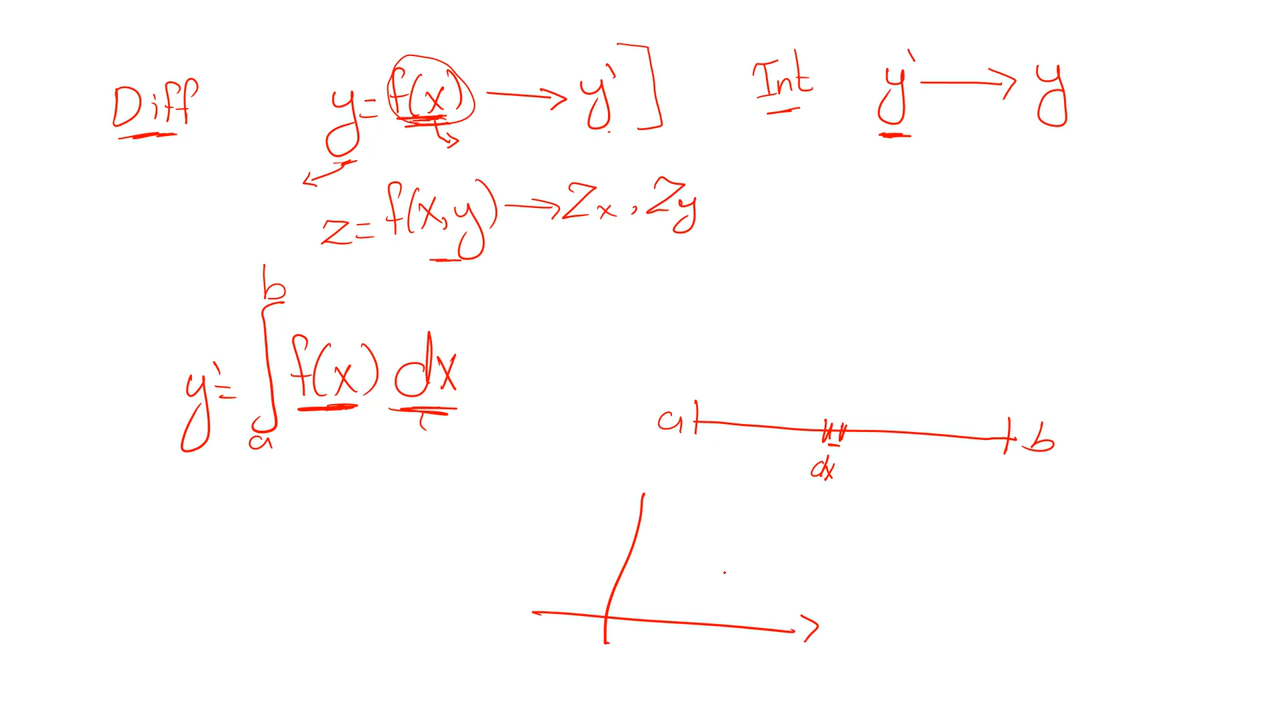 Diff y = f(x) → y' ] Int y' → y
z = f(x,y) → Zx , Zy
y' = ∫ₐᵇ f(x) dx
a b
dx